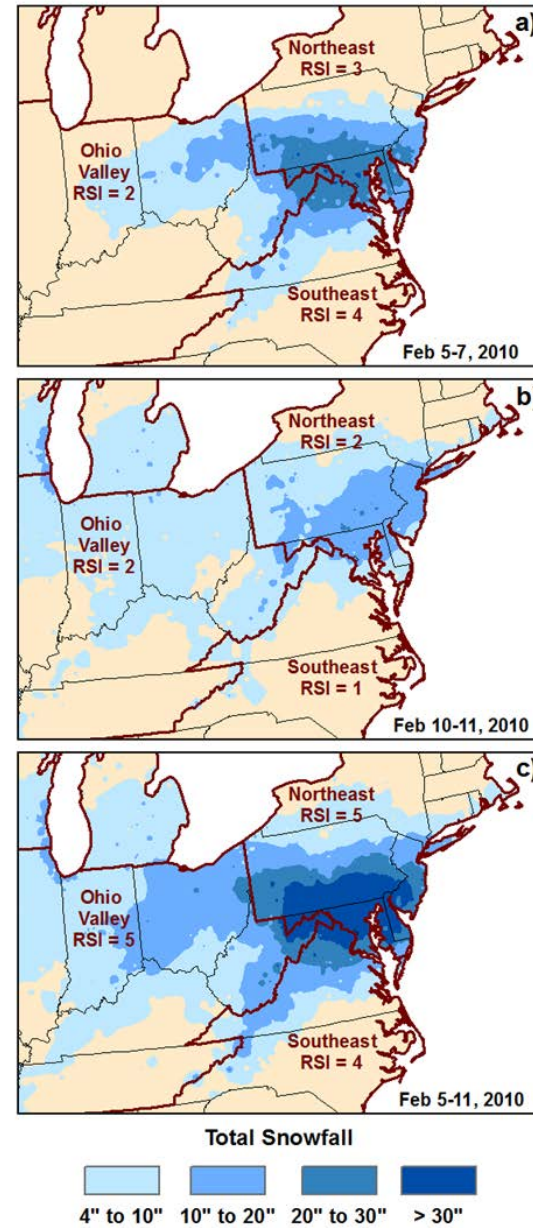 a)
Northeast
RSI = 3
Ohio
Valley
RSI = 2
Southeast
RSI = 4
Feb 5-7, 2010
b)
Northeast
RSI = 2
Ohio
Valley
RSI = 2
Southeast
RSI = 1
Feb 10-11, 2010
c)
Northeast
RSI = 5
Ohio
Valley
RSI = 5
Southeast
RSI = 4
Feb 5-11, 2010
Total Snowfall
4" to 10" 10" to 20" 20" to 30" > 30"